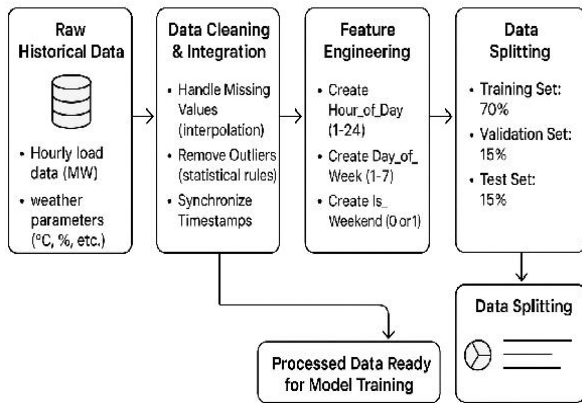 Raw
Historical Data
• Hourly load
data (MW)
• weather
parameters
(ºC, %, etc.)
Data Cleaning
& Integration
• Handle Missing
Values
(interpolation)
• Remove Outliers
(statistical rules)
• Synchronize
Timestamps
Feature
Engineering
• Create
Hour_of_Day
(1-24)
• Create Day_of_
Week (1-7)
• Create Is_
Weekend (0 or1)
Data
Splitting
• Training Set:
70%
• Validation Set:
15%
• Test Set:
15%
Data Splitting
Processed Data Ready
for Model Training